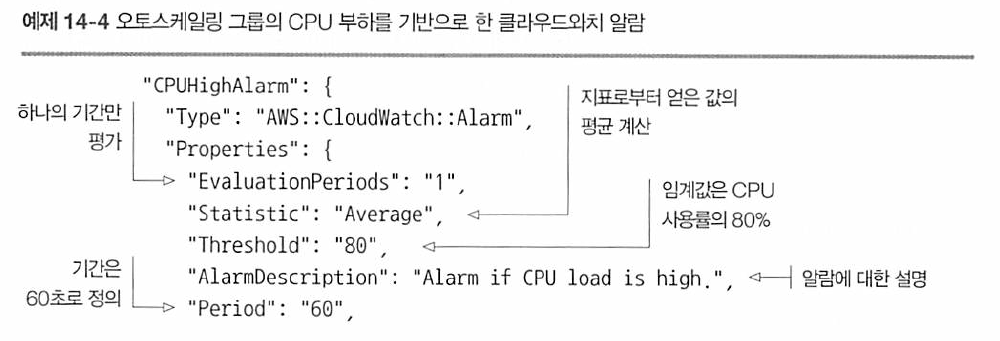 예제 14-4 오토스케일링 그룹의 CPU 부하를 기반으로 한 클라우드와치 알람
"CPUHighAlarm": {
하나의 기간만
평가
"Type": "AWS::CloudWatch::Alarm",
지표로부터 얻은 값의
평균 계산
"Properties": {
"EvaluationPeriods": "1",
"Statistic": "Average",
임계값은 CPU
사용률의 80%
"Threshold": "80",
기간은
60초로 정의
"AlarmDescription": "Alarm if CPU load is high.",
알람에 대한 설명
"Period": "60",